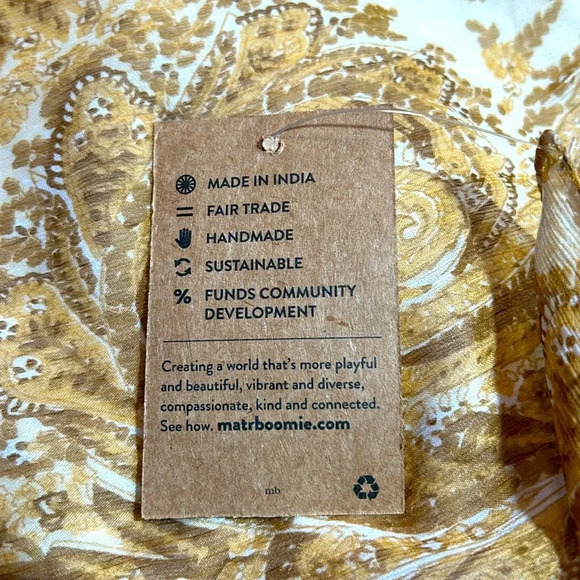 MADE IN INDIA
= FAIR TRADE
HANDMADE
SUSTAINABLE
% FUNDS COMMUNITY
DEVELOPMENT
Creating a world that's more playful
and beautiful, vibrant and diverse,
compassionate, kind and connected.
See how. matrboomie.com
mb